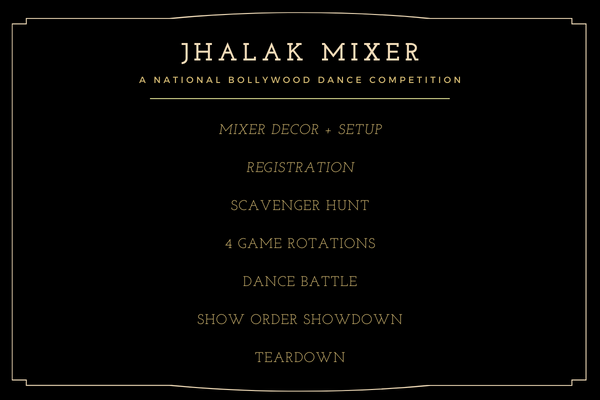 JHALAK MIXER
A NATIONAL BOLLYWOOD DANCE COMPETITION
MIXER DECOR + SETUP
REGISTRATION
SCAVENGER HUNT
4 GAME ROTATIONS
DANCE BATTLE
SHOW ORDER SHOWDOWN
TEARDOWN